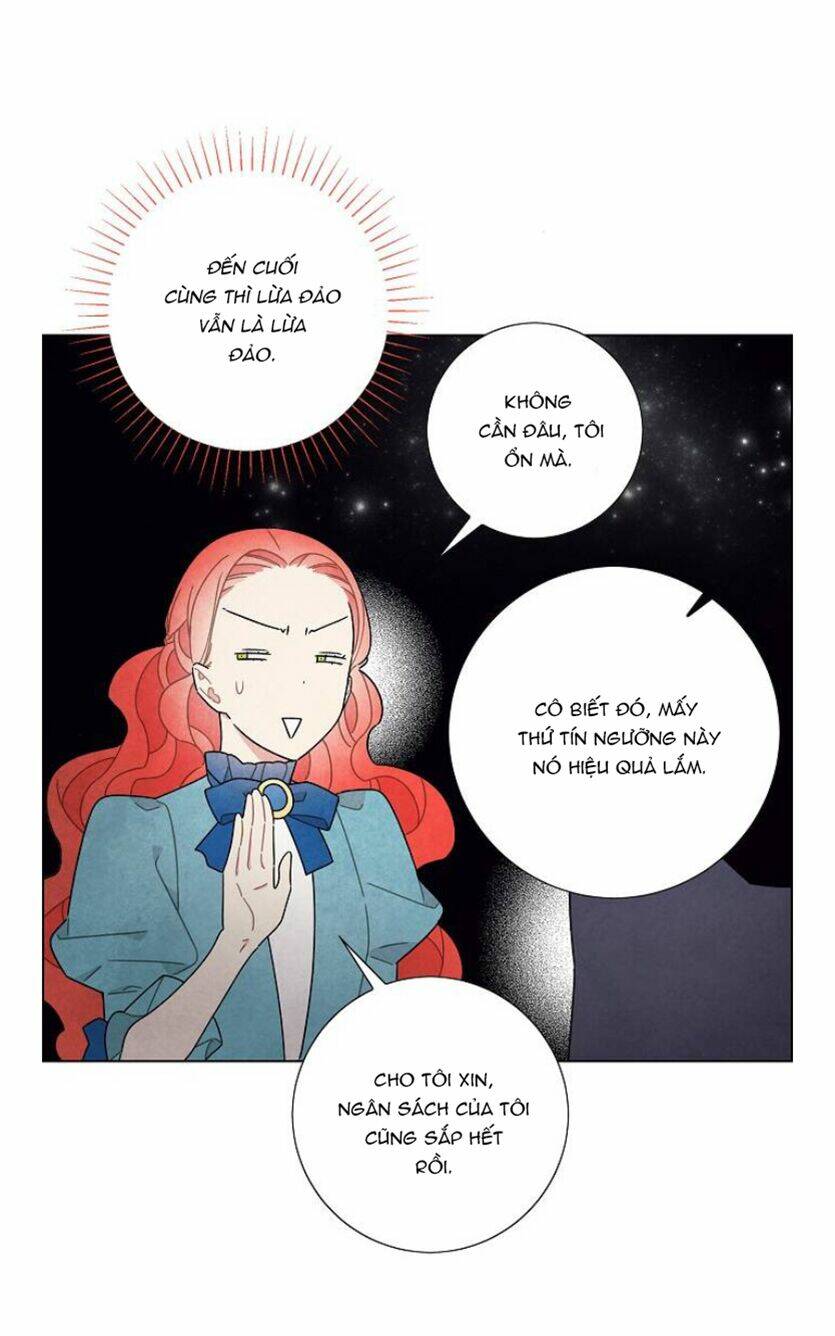 ĐẾN CUỐI
CÙNG THÌ LỪA ĐẢO
VẪN LÀ LỪA
ĐẢO.
KHÔNG
CẦN ĐÂU, TÔI
ỔN MÀ.
CÔ BIẾT ĐÓ, MẤY
THỨ TÍN NGƯỠNG NÀY
NÓ HIỆU QUẢ LẮM.
CHO TÔI XIN,
NGÂN SÁCH CỦA TÔI
CŨNG SẮP HẾT
RỒI.